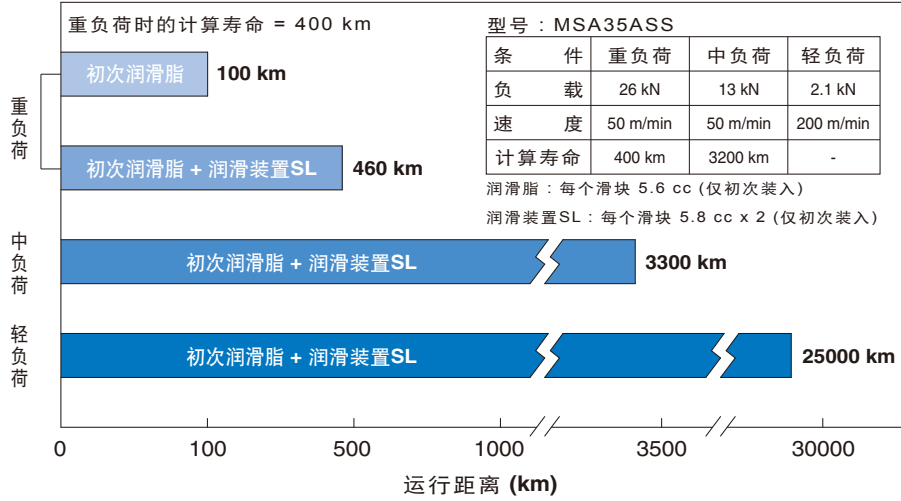 重负荷时的计算寿命 = 400 km
型号 : MSA35ASS
条 件 重负荷 中负荷 轻负荷
负 载 26 kN 13 kN 2.1 kN
速 度 50 m/min 50 m/min 200 m/min
计算寿命 400 km 3200 km -
润滑脂 : 每个滑块 5.6 cc (仅初次装入)
润滑装置SL : 每个滑块 5.8 cc x 2 (仅初次装入)
重负荷
初次润滑脂 100 km
初次润滑脂 + 润滑装置SL 460 km
中负荷
初次润滑脂 + 润滑装置SL 3300 km
轻负荷
初次润滑脂 + 润滑装置SL 25000 km
0 100 500 1000 3500 30000
运行距离 (km)